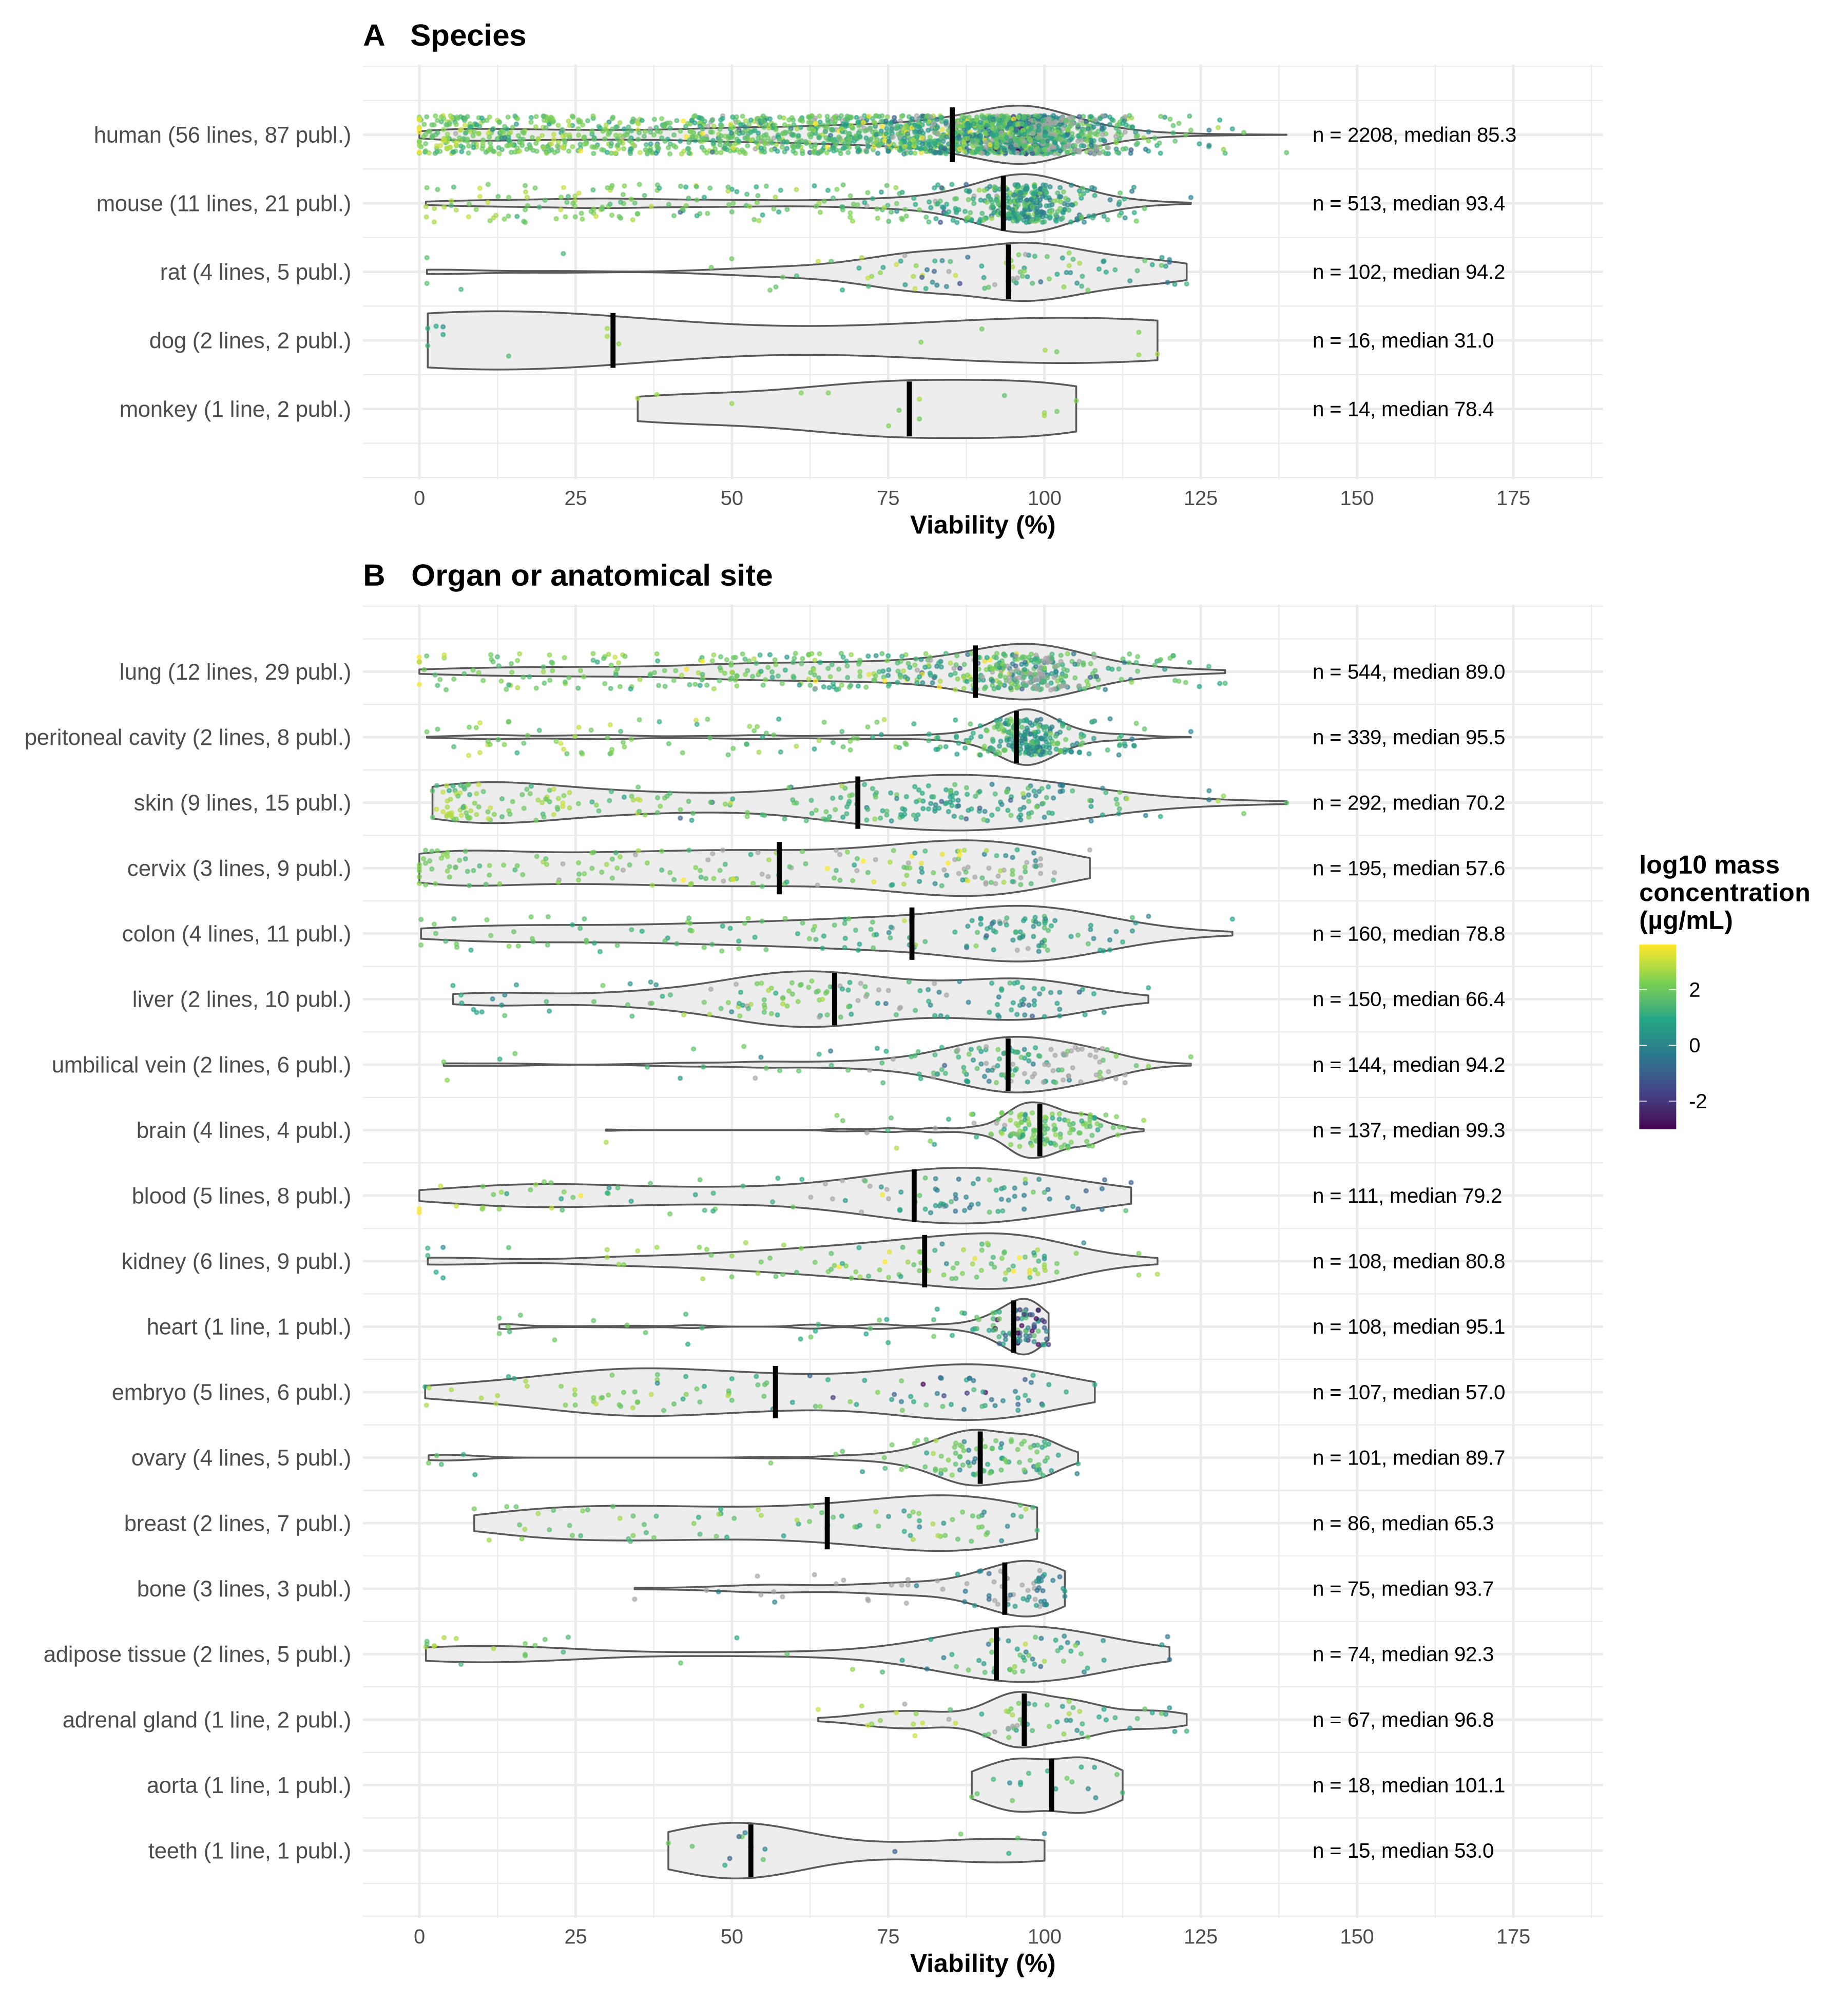 A Species
human (56 lines, 87 publ.)
n = 2208, median 85.3
mouse (11 lines, 21 publ.)
n = 513, median 93.4
rat (4 lines, 5 publ.)
n = 102, median 94.2
dog (2 lines, 2 publ.)
n = 16, median 31.0
monkey (1 line, 2 publ.)
n = 14, median 78.4
0 25 50 75 100 125 150 175
Viability (%)
B Organ or anatomical site
lung (12 lines, 29 publ.)
n = 544, median 89.0
peritoneal cavity (2 lines, 8 publ.)
n = 339, median 95.5
skin (9 lines, 15 publ.)
n = 292, median 70.2
cervix (3 lines, 9 publ.)
n = 195, median 57.6
colon (4 lines, 11 publ.)
n = 160, median 78.8
liver (2 lines, 10 publ.)
n = 150, median 66.4
umbilical vein (2 lines, 6 publ.)
n = 144, median 94.2
brain (4 lines, 4 publ.)
n = 137, median 99.3
blood (5 lines, 8 publ.)
n = 111, median 79.2
kidney (6 lines, 9 publ.)
n = 108, median 80.8
heart (1 line, 1 publ.)
n = 108, median 95.1
embryo (5 lines, 6 publ.)
n = 107, median 57.0
ovary (4 lines, 5 publ.)
n = 101, median 89.7
breast (2 lines, 7 publ.)
n = 86, median 65.3
bone (3 lines, 3 publ.)
n = 75, median 93.7
adipose tissue (2 lines, 5 publ.)
n = 74, median 92.3
adrenal gland (1 line, 2 publ.)
n = 67, median 96.8
aorta (1 line, 1 publ.)
n = 18, median 101.1
teeth (1 line, 1 publ.)
n = 15, median 53.0
0 25 50 75 100 125 150 175
Viability (%)
log10 mass
concentration
(µg/mL)
2
0
-2